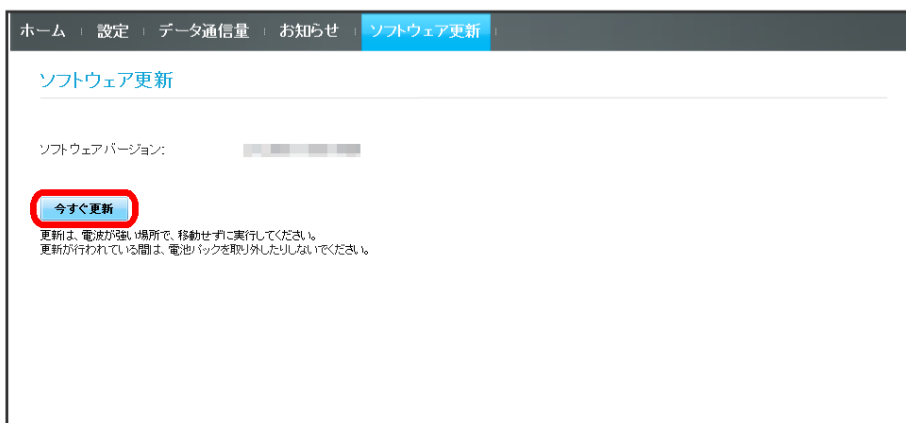 ホーム 設定 データ通信量 お知らせ ソフトウェア更新
ソフトウェア更新
ソフトウェアバージョン:
今すぐ更新
更新は、電波が強い場所で、移動せずに実行してください。
更新が行われている間は、電池パックを取り外したりしないでください。